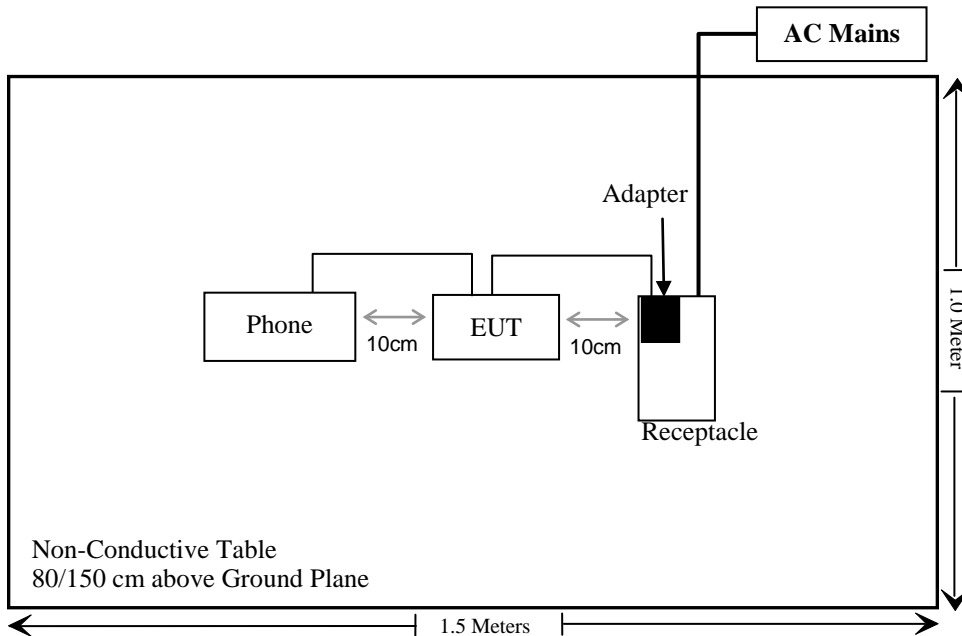 AC Mains
Adapter
Phone
10cm
EUT
10cm
Receptacle
1.0 Meter
Non-Conductive Table
80/150 cm above Ground Plane
1.5 Meters